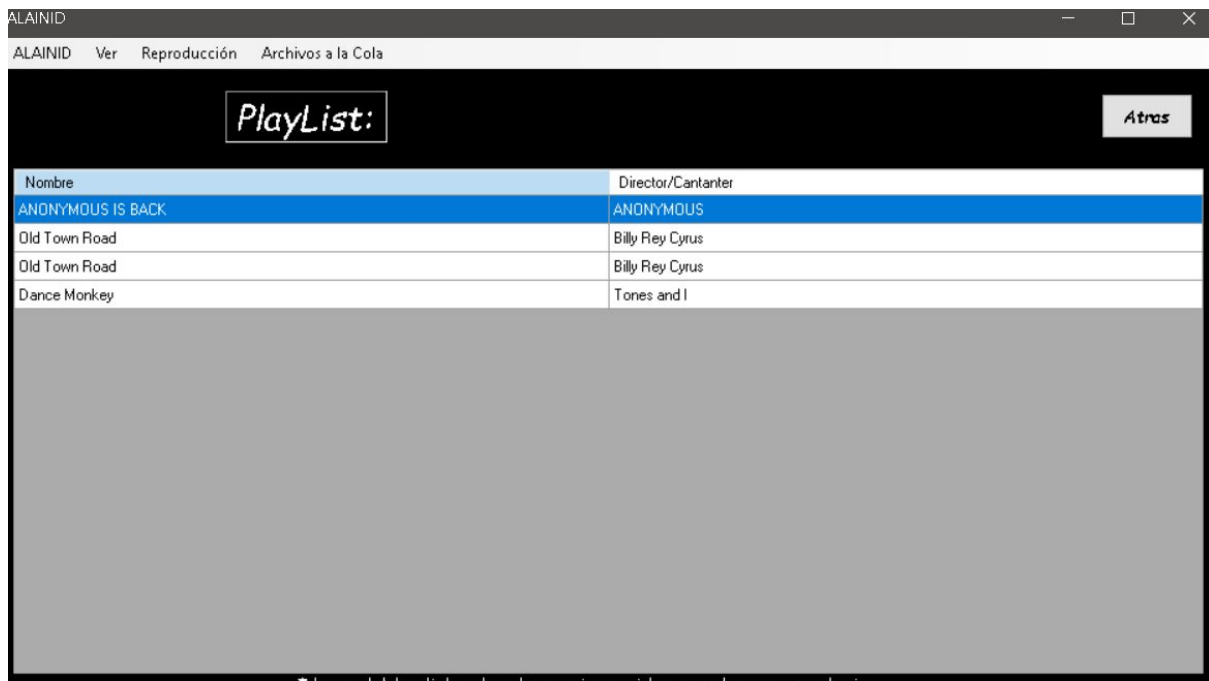 ALAINID
ALAINID Ver Reproducción Archivos a la Cola
PlayList:
Atras
Nombre Director/Cantanter
ANONYMOUS IS BACK ANONYMOUS
Old Town Road Billy Rey Cyrus
Old Town Road Billy Rey Cyrus
Dance Monkey Tones and I